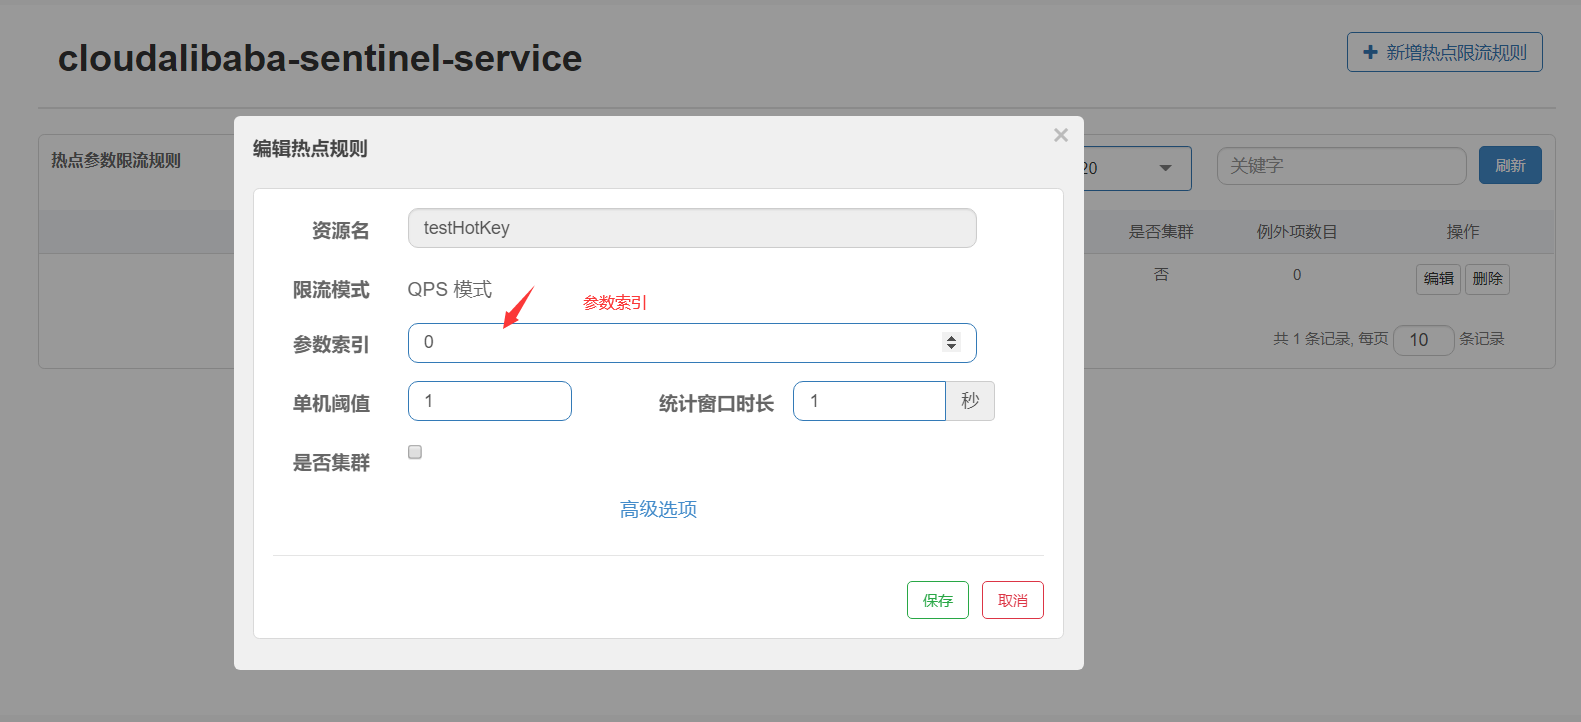 cloudalibaba-sentinel-service
新增热点限流规则
热点参数限流规则
20
关键字
刷新
是否集群 例外项数目 操作
否 0 编辑 删除
共 1 条记录, 每页 10 条记录
编辑热点规则
×
资源名 testHotKey
限流模式 QPS 模式
参数索引
参数索引 0
单机阈值 1 统计窗口时长 1 秒
是否集群
高级选项
保存 取消